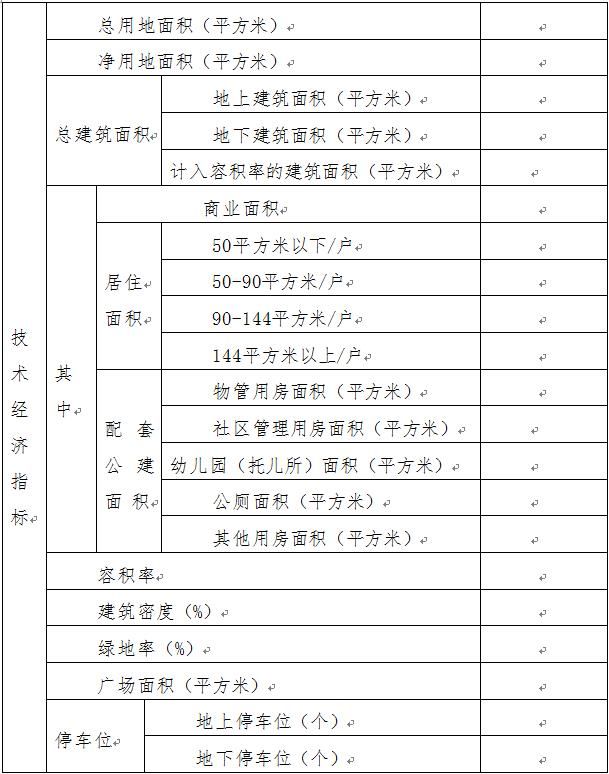 总用地面积（平方米）
净用地面积（平方米）
总建筑面积
地上建筑面积（平方米）
地下建筑面积（平方米）
计入容积率的建筑面积（平方米）
技术经济指标
其中
商业面积
居住
面积
50平方米以下/户
50-90平方米/户
90-144平方米/户
144平方米以上/户
配套
公建
面积
物管用房面积（平方米）
社区管理用房面积（平方米）
幼儿园（托儿所）面积（平方米）
公厕面积（平方米）
其他用房面积（平方米）
容积率
建筑密度（%）
绿地率（%）
广场面积（平方米）
停车位
地上停车位（个）
地下停车位（个）